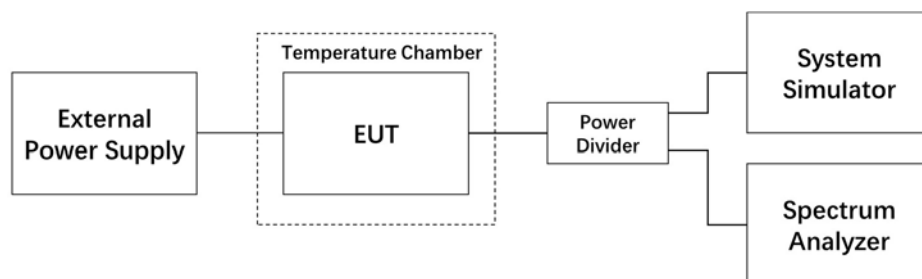 External
Power Supply
Temperature Chamber
EUT
Power
Divider
System
Simulator
Spectrum
Analyzer